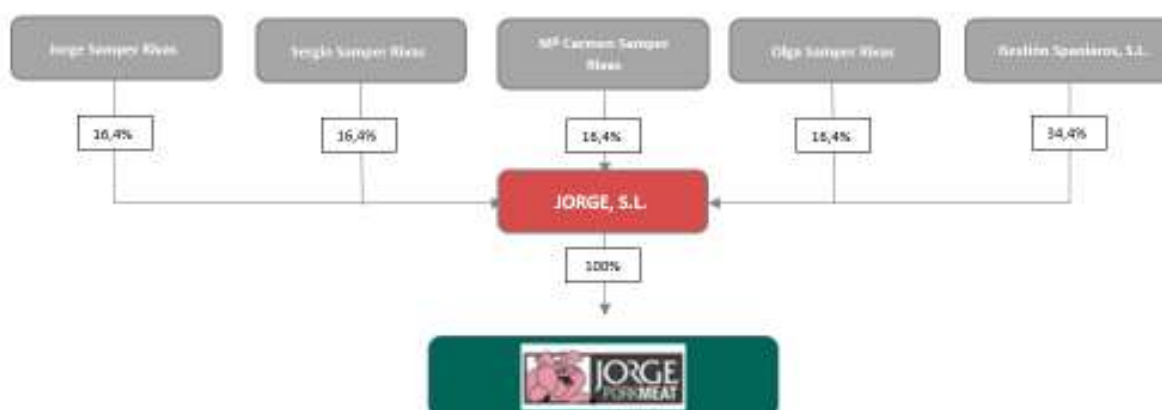 Jorge Samper Rivas
Sergio Samper Rivas
Mª Carmen Samper
Rivas
Olga Samper Rivas
Spaniaros, S.L.
16,4%
16,4%
16,4%
16,4%
34,4%
JORGE, S.L.
100%
JORGE
PORKMEAT